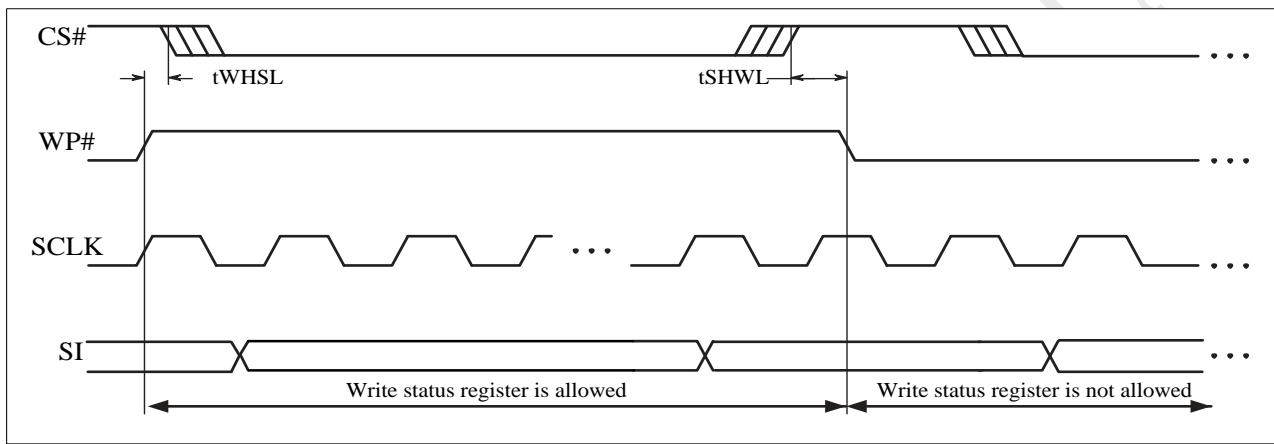 CS#
tWHSL
tSHWL
WP#
SCLK
SI
Write status register is allowed
Write status register is not allowed